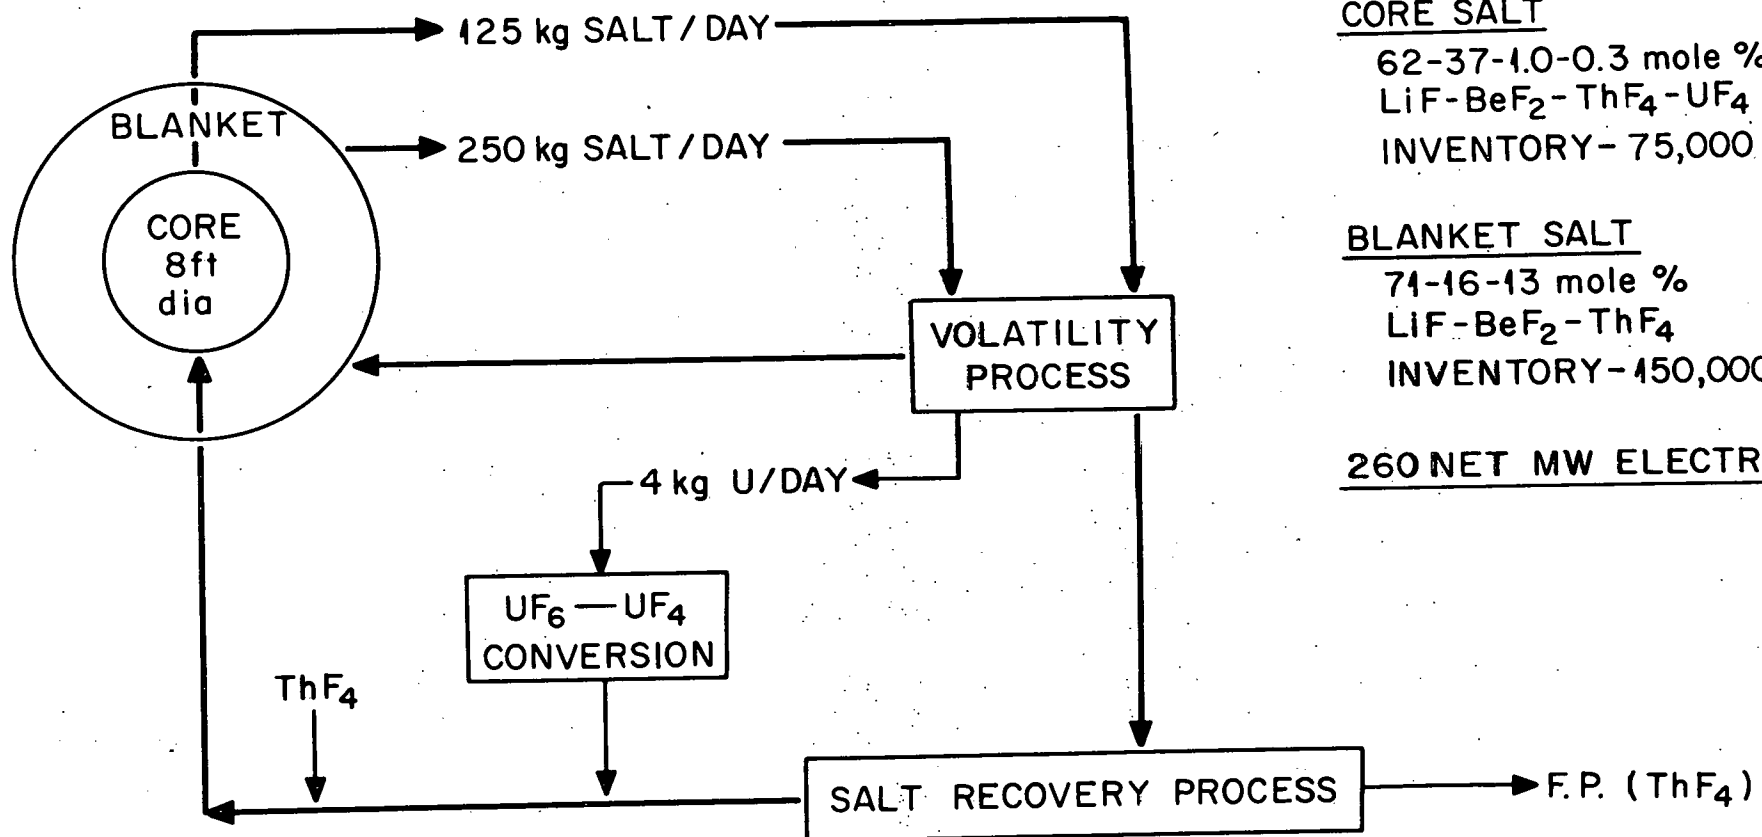 125 kg SALT/DAY
BLANKET
250 kg SALT/DAY
CORE
8ft
dia
VOLATILITY
PROCESS
4 kg U/DAY
UF₆ — UF₄
CONVERSION
ThF₄
SALT RECOVERY PROCESS
F.P. (ThF₄)
CORE SALT
62-37-1.0-0.3 mole %
LiF-BeF₂-ThF₄-UF₄
INVENTORY-75,000
BLANKET SALT
71-16-13 mole %
LiF-BeF₂-ThF₄
INVENTORY-150,000
260 NET MW ELECTR